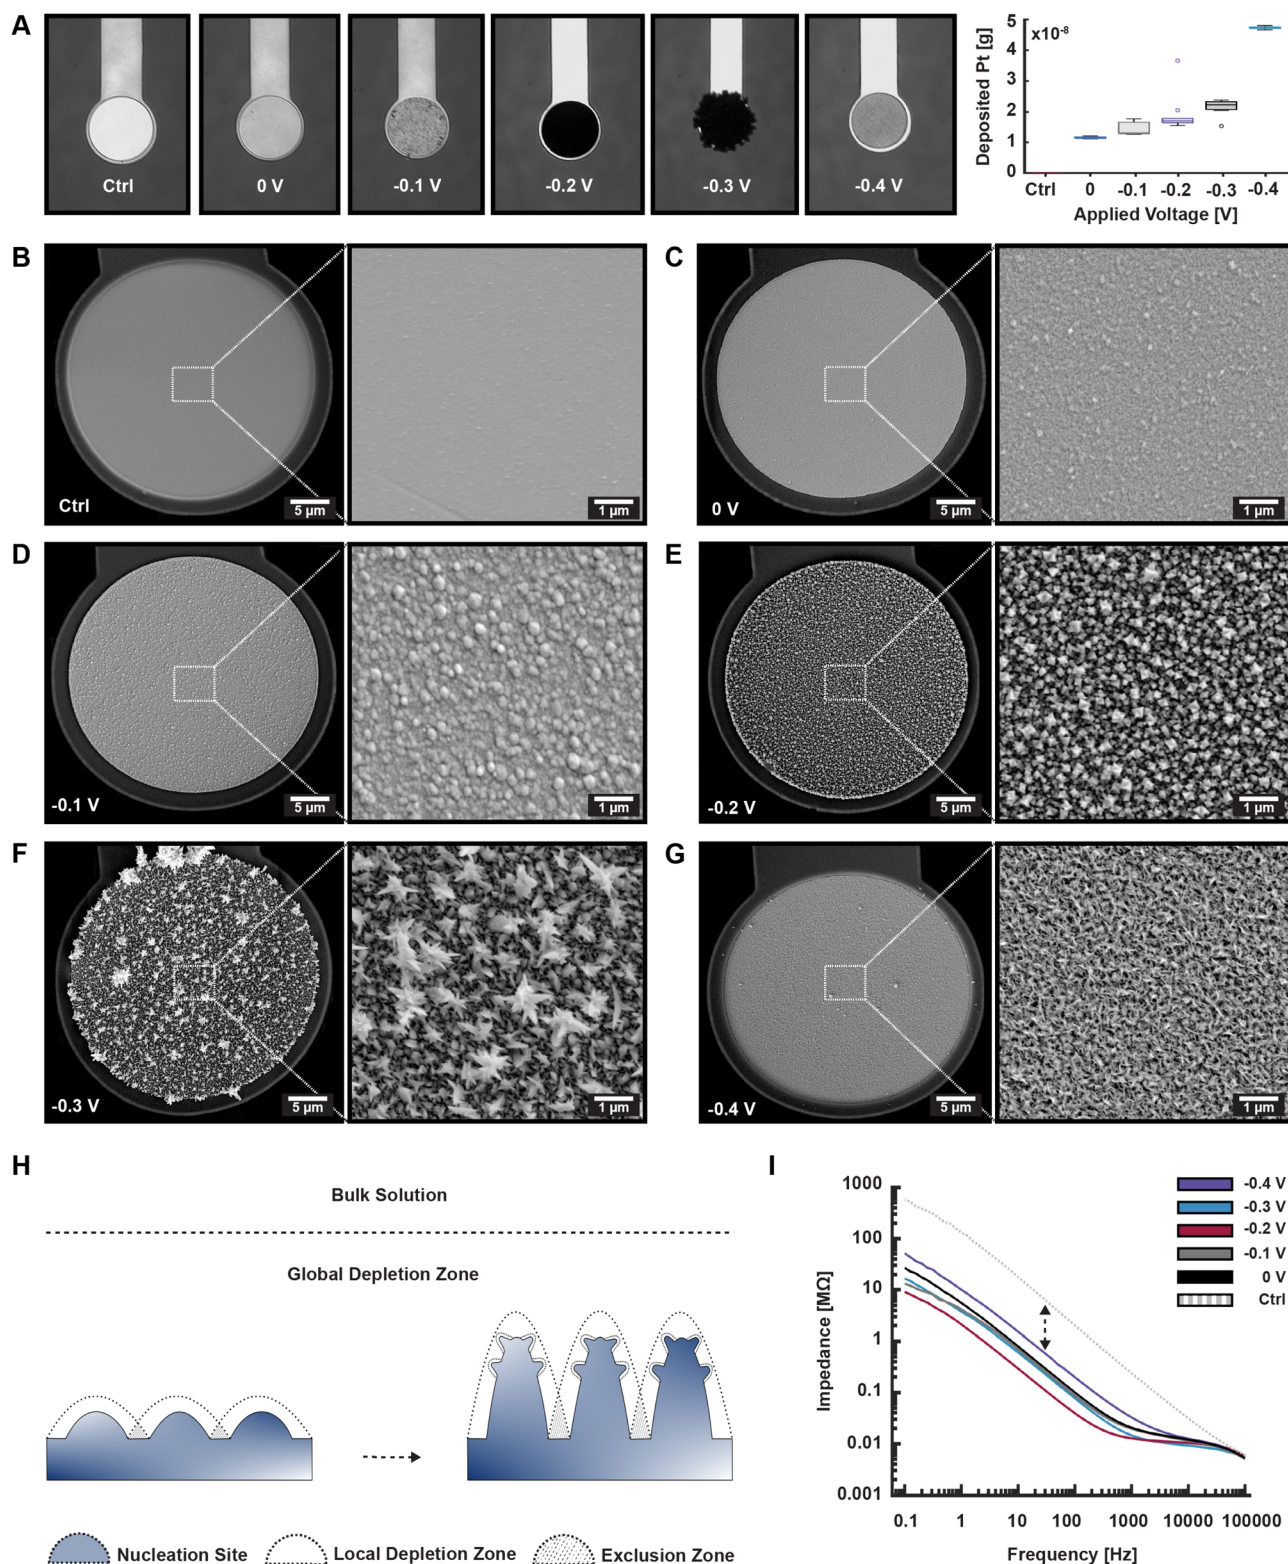 A
Ctrl
0 V
-0.1 V
-0.2 V
-0.3 V
-0.4 V
Deposited Pt [g]
x10-8
5
4
3
2
1
0
Ctrl 0 -0.1 -0.2 -0.3 -0.4
Applied Voltage [V]
B
Ctrl
5 µm
1 µm
C
0 V
5 µm
1 µm
D
-0.1 V
5 µm
1 µm
E
-0.2 V
5 µm
1 µm
F
-0.3 V
5 µm
1 µm
G
-0.4 V
5 µm
1 µm
H
Bulk Solution
Global Depletion Zone
Nucleation Site
Local Depletion Zone
Exclusion Zone
I
Impedance [MΩ]
1000
100
10
1
0.1
0.01
0.001
0.1 1 10 100 1000 10000 100000
Frequency [Hz]
-0.4 V
-0.3 V
-0.2 V
-0.1 V
0 V
Ctrl